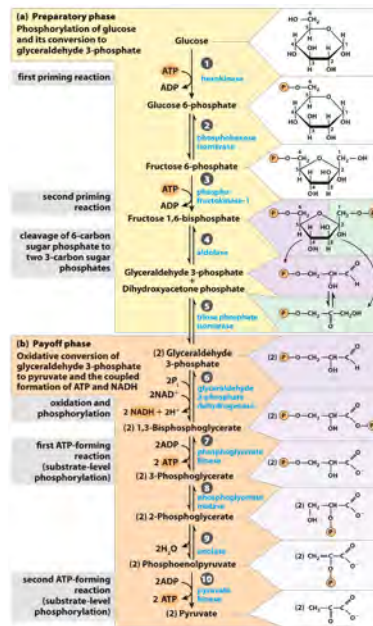 (a) Preparatory phase
Phosphorylation of glucose
and its conversion to
glyceraldehyde 3-phosphate
Glucose
first priming reaction
ATP
ADP
1
hexokinase
Glucose 6-phosphate
2
phosphohexose
isomerase
Fructose 6-phosphate
second priming
reaction
ATP
ADP
3
phospho-
fructokinase-1
Fructose 1,6-bisphosphate
cleavage of 6-carbon
sugar phosphate to
two 3-carbon sugar
phosphates
4
aldolase
Glyceraldehyde 3-phosphate
+
Dihydroxyacetone phosphate
5
triose phosphate
isomerase
(b) Payoff phase
Oxidative conversion of
glyceraldehyde 3-phosphate
to pyruvate and the coupled
formation of ATP and NADH
(2) Glyceraldehyde
3-phosphate
oxidation and
phosphorylation
2Pi
2NAD+
2 NADH + 2H+
6
glyceraldehyde
3-phosphate
dehydrogenase
(2) 1,3-Bisphosphoglycerate
first ATP-forming
reaction
(substrate-level
phosphorylation)
2ADP
2 ATP
7
phosphoglycerate
kinase
(2) 3-Phosphoglycerate
8
phosphoglycerate
mutase
(2) 2-Phosphoglycerate
2H2O
9
enolase
(2) Phosphoenolpyruvate
second ATP-forming
reaction
(substrate-level
phosphorylation)
2ADP
2 ATP
10
pyruvate
kinase
(2) Pyruvate